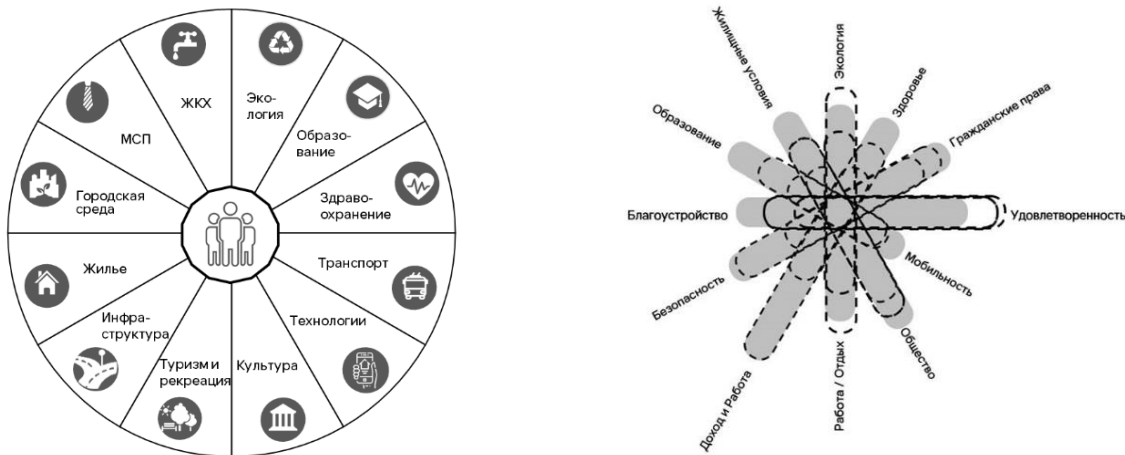 ЖКХ
Эко-
логия
Образо-
вание
Здраво-
охранение
Транспорт
Технологии
Культура
Туризм и
рекреация
Инфра-
структура
Жилье
Городская
среда
МСП
Экология
Здоровье
Гражданские права
Удовлетворенность
Мобильность
Общество
Работа / Отдых
Доход и Работа
Безопасность
Благоустройство
Образование
Жилищные условия